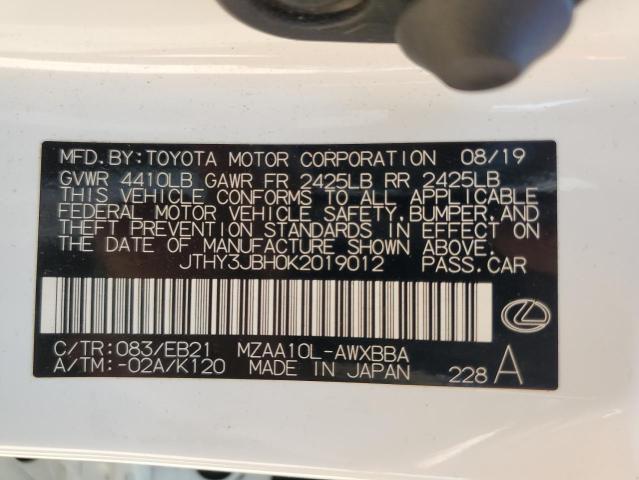 MFD.BY:TOYOTA MOTOR CORPORATION 08/19
GVWR 4410LB GAWR FR 2425LB RR 2425LB
THIS VEHICLE CONFORMS TO ALL APPLICABLE
FEDERAL MOTOR VEHICLE SAFETY,BUMPER,AND
THEFT PREVENTION STANDARDS IN EFFECT ON
THE DATE OF MANUFACTURE SHOWN ABOVE.
JTHY3JBH0K2019012 PASS.CAR
C/TR:083/EB21 MZAA10L-AWXBBA
A/TM:-02A/K120 MADE IN JAPAN 228 A